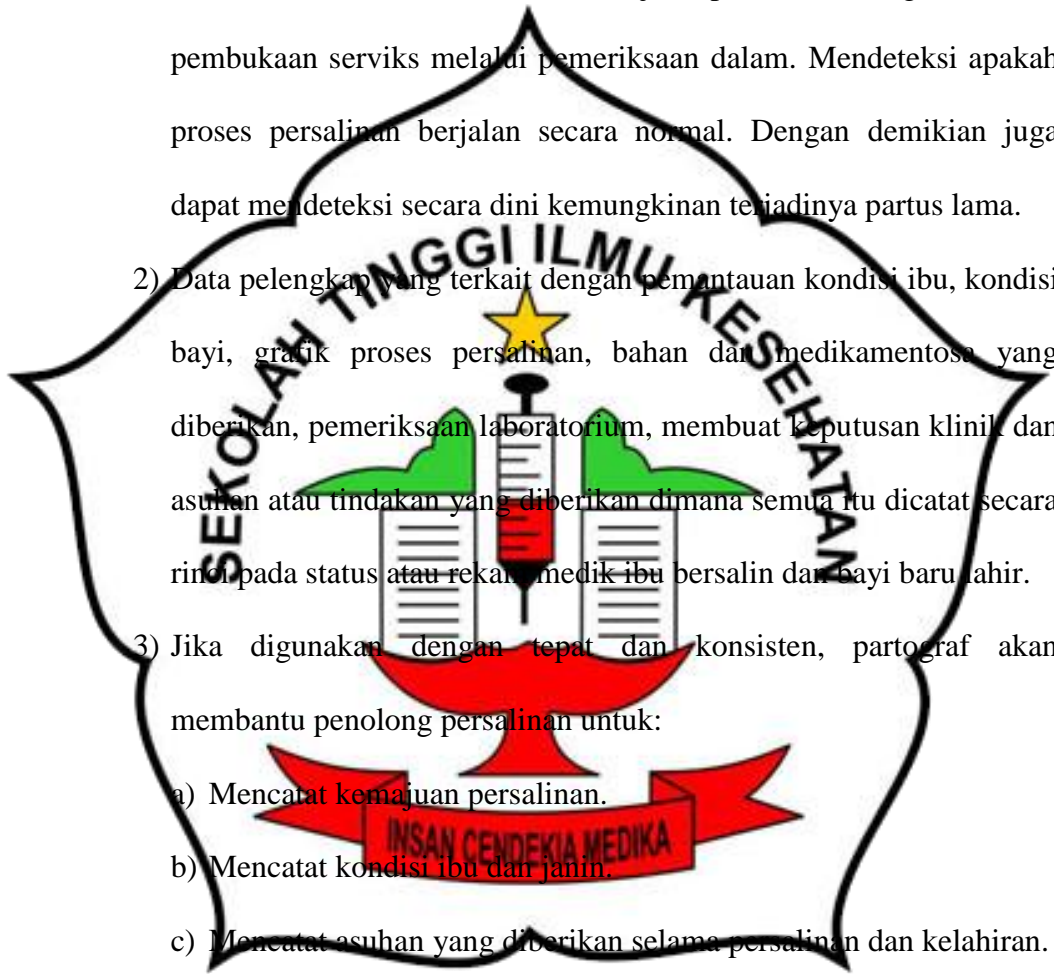 pembukaan serviks melalui pemeriksaan dalam. Mendeteksi apakah
proses persalinan berjalan secara normal. Dengan demikian juga
dapat mendeteksi secara dini kemungkinan terjadinya partus lama.
2) Data pelengkap yang terkait dengan pemantauan kondisi ibu, kondisi
bayi, grafik proses persalinan, bahan dan medikamentosa yang
diberikan, pemeriksaan laboratorium, membuat keputusan klinik dan
asuhan atau tindakan yang diberikan dimana semua itu dicatat secara
rinci pada status atau rekam medik ibu bersalin dan bayi baru lahir.
3) Jika digunakan dengan tepat dan konsisten, partograf akan
membantu penolong persalinan untuk:
a) Mencatat kemajuan persalinan.
b) Mencatat kondisi ibu dan janin.
c) Mencatat asuhan yang diberikan selama persalinan dan kelahiran.
SEKOLAH TINGGI ILMU KESEHATAN
INSAN CENDEKIA MEDIKA